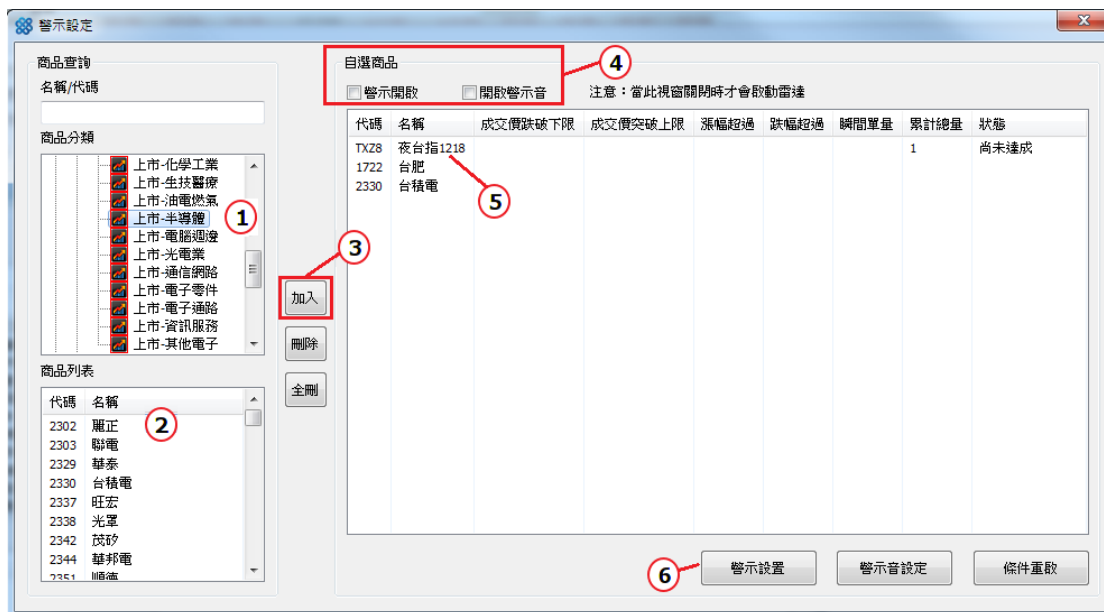 警示設定
x
商品查詢
名稱/代碼
商品分類
上市-化學工業
上市-生技醫療
上市-油電燃氣
上市-半導體
上市-電腦週邊
上市-光電業
上市-通信網路
上市-電子零件
上市-電子通路
上市-資訊服務
上市-其他電子
1
商品列表
代碼 名稱
2302 麗正
2303 聯電
2329 華泰
2330 台積電
2337 旺宏
2338 光罩
2342 茂矽
2344 華邦電
2351 順德
2
3
加入
刪除
全刪
自選商品
4
警示開啟 開啟警示音 注意：當此視窗關閉時才會啟動雷達
代碼 名稱 成交價跌破下限 成交價突破上限 漲幅超過 跌幅超過 瞬間單量 累計總量 狀態
TXZ8 夜台指1218 1 尚未達成
1722 台肥
2330 台積電
5
6
警示設置 警示音設定 條件重啟